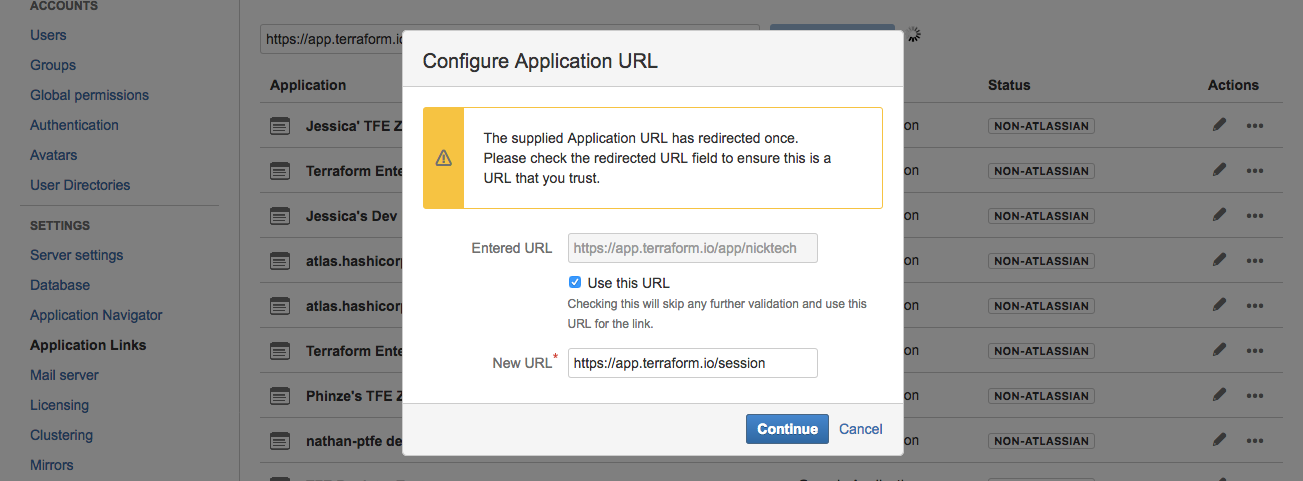 ACCOUNTS
Users
Groups
Global permissions
Authentication
Avatars
User Directories
SETTINGS
Server settings
Database
Application Navigator
Application Links
Mail server
Licensing
Clustering
Mirrors
https://app.terraform.io
Application Status Actions
Jessica' TFE Z on NON-ATLASSIAN
Terraform Ente on NON-ATLASSIAN
Jessica's Dev on NON-ATLASSIAN
atlas.hashicorp on NON-ATLASSIAN
atlas.hashicorp on NON-ATLASSIAN
Terraform Ente on NON-ATLASSIAN
Phinze's TFE Z on NON-ATLASSIAN
nathan-ptfe de on NON-ATLASSIAN
Configure Application URL
The supplied Application URL has redirected once.
Please check the redirected URL field to ensure this is a
URL that you trust.
Entered URL https://app.terraform.io/app/nicktech
Use this URL
Checking this will skip any further validation and use this
URL for the link.
New URL* https://app.terraform.io/session
Continue Cancel